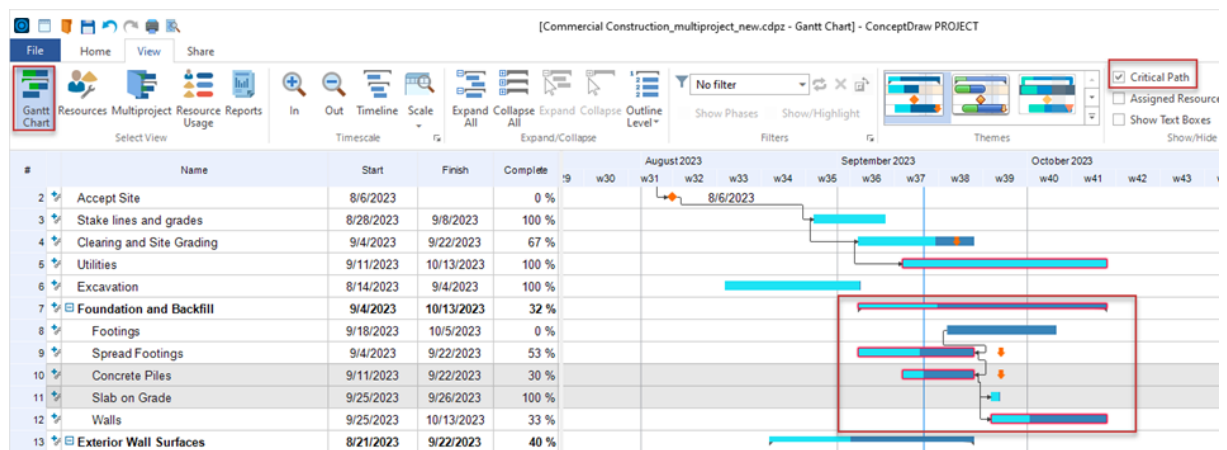 [Commercial Construction_multiproject_new.cdpz - Gantt Chart] - ConceptDraw PROJECT
File Home View Share
Gantt Chart Resources Multiproject Resource Usage Reports
Select View
In Out Timeline Scale
Timescale
Expand All Collapse All Expand Collapse Outline Level
Expand/Collapse
No filter
Show Phases Show/Highlight
Filters
Themes
Critical Path
Assigned Resource
Show Text Boxes
Show/Hide
# Name Start Finish Complete
August 2023 September 2023 October 2023
29 w30 w31 w32 w33 w34 w35 w36 w37 w38 w39 w40 w41 w42 w43
2 Accept Site 8/6/2023 0 % 8/6/2023
3 Stake lines and grades 8/28/2023 9/8/2023 100 %
4 Clearing and Site Grading 9/4/2023 9/22/2023 67 %
5 Utilities 9/11/2023 10/13/2023 100 %
6 Excavation 8/14/2023 9/4/2023 100 %
7 Foundation and Backfill 9/4/2023 10/13/2023 32 %
8 Footings 9/18/2023 10/5/2023 0 %
9 Spread Footings 9/4/2023 9/22/2023 53 %
10 Concrete Piles 9/11/2023 9/22/2023 30 %
11 Slab on Grade 9/25/2023 9/26/2023 100 %
12 Walls 9/25/2023 10/13/2023 33 %
13 Exterior Wall Surfaces 8/21/2023 9/22/2023 40 %